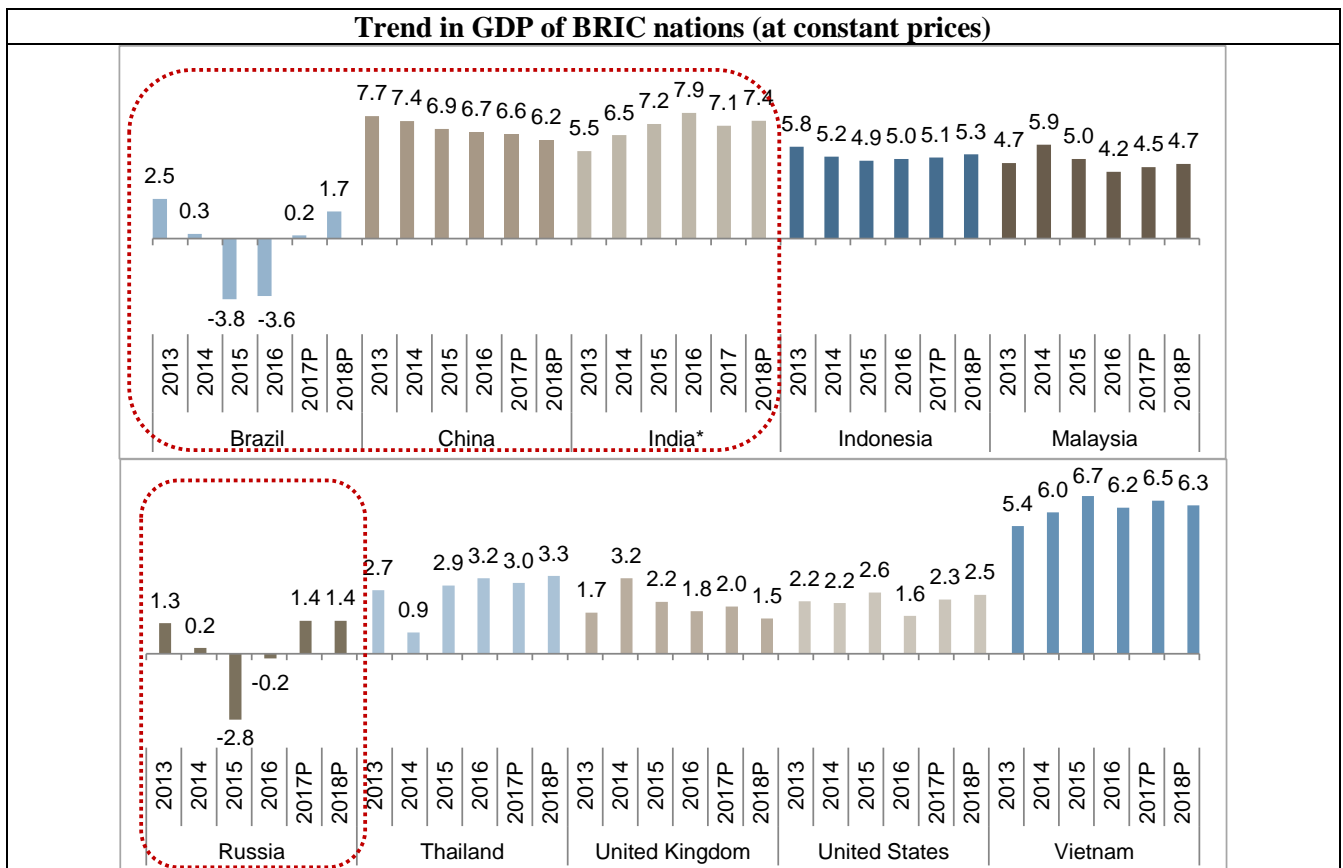 Trend in GDP of BRIC nations (at constant prices)
2.5 0.3 -3.8 -3.6 0.2 1.7 7.7 7.4 6.9 6.7 6.6 6.2 5.5 6.5 7.2 7.9 7.1 7.4 5.8 5.2 4.9 5.0 5.1 5.3 4.7 5.9 5.0 4.2 4.5 4.7
2013 2014 2015 2016 2017P 2018P 2013 2014 2015 2016 2017P 2018P 2013 2014 2015 2016 2017 2018P 2013 2014 2015 2016 2017P 2018P 2013 2014 2015 2016 2017P 2018P
Brazil China India* Indonesia Malaysia
1.3 0.2 -2.8 -0.2 1.4 1.4 2.7 0.9 2.9 3.2 3.0 3.3 1.7 3.2 2.2 1.8 2.0 1.5 2.2 2.2 2.6 1.6 2.3 2.5 5.4 6.0 6.7 6.2 6.5 6.3
2013 2014 2015 2016 2017P 2018P 2013 2014 2015 2016 2017P 2018P 2013 2014 2015 2016 2017P 2018P 2013 2014 2015 2016 2017P 2018P 2013 2014 2015 2016 2017P 2018P
Russia Thailand United Kingdom United States Vietnam